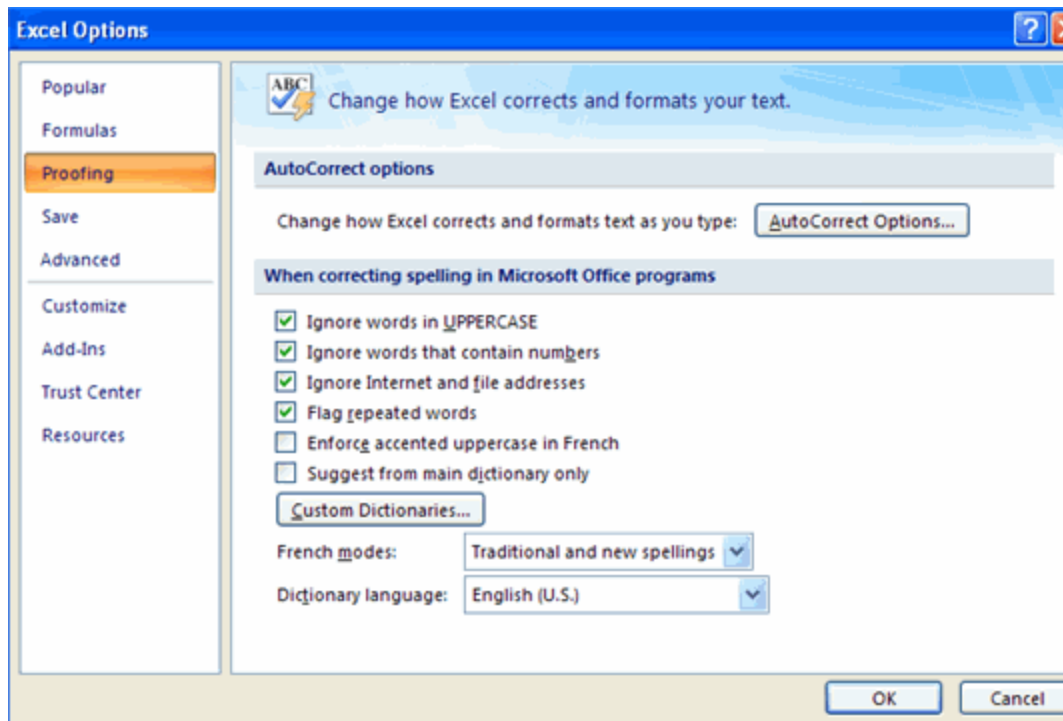 Excel Options
?
Popular
Formulas
Proofing
Save
Advanced
Customize
Add-Ins
Trust Center
Resources
ABC
Change how Excel corrects and formats your text.
AutoCorrect options
Change how Excel corrects and formats text as you type: AutoCorrect Options...
When correcting spelling in Microsoft Office programs
Ignore words in UPPERCASE
Ignore words that contain numbers
Ignore Internet and file addresses
Flag repeated words
Enforce accented uppercase in French
Suggest from main dictionary only
Custom Dictionaries...
French modes: Traditional and new spellings
Dictionary language: English (U.S.)
OK Cancel